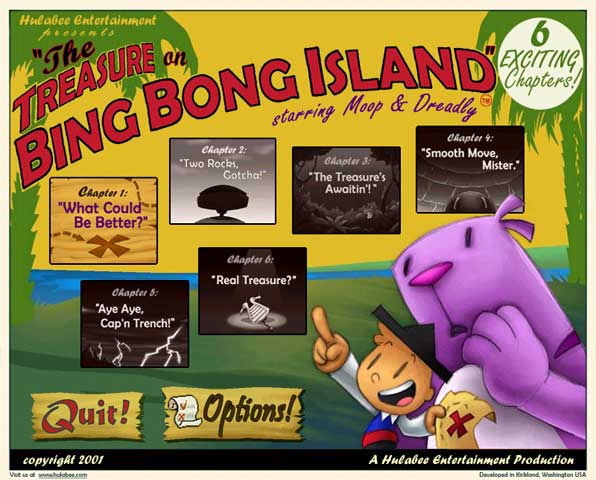 Hulabee Entertainment
presents
"The
TREASURE on
BING BONG ISLAND"
TM
starring Moop & Dreadly
6
EXCITING
Chapters!
Chapter 1:
"What Could
Be Better?"
Chapter 2:
"Two Rocks,
Gotcha!"
Chapter 3:
"The Treasure's
Awaitin'!"
Chapter 4:
"Smooth Move,
Mister."
Chapter 5:
"Aye Aye,
Cap'n Trench!"
Chapter 6:
"Real Treasure?"
Quit!
Options!
copyright 2001
A Hulabee Entertainment Production
Visit us at www.hulabee.com
Developed in Kirkland, Washington USA